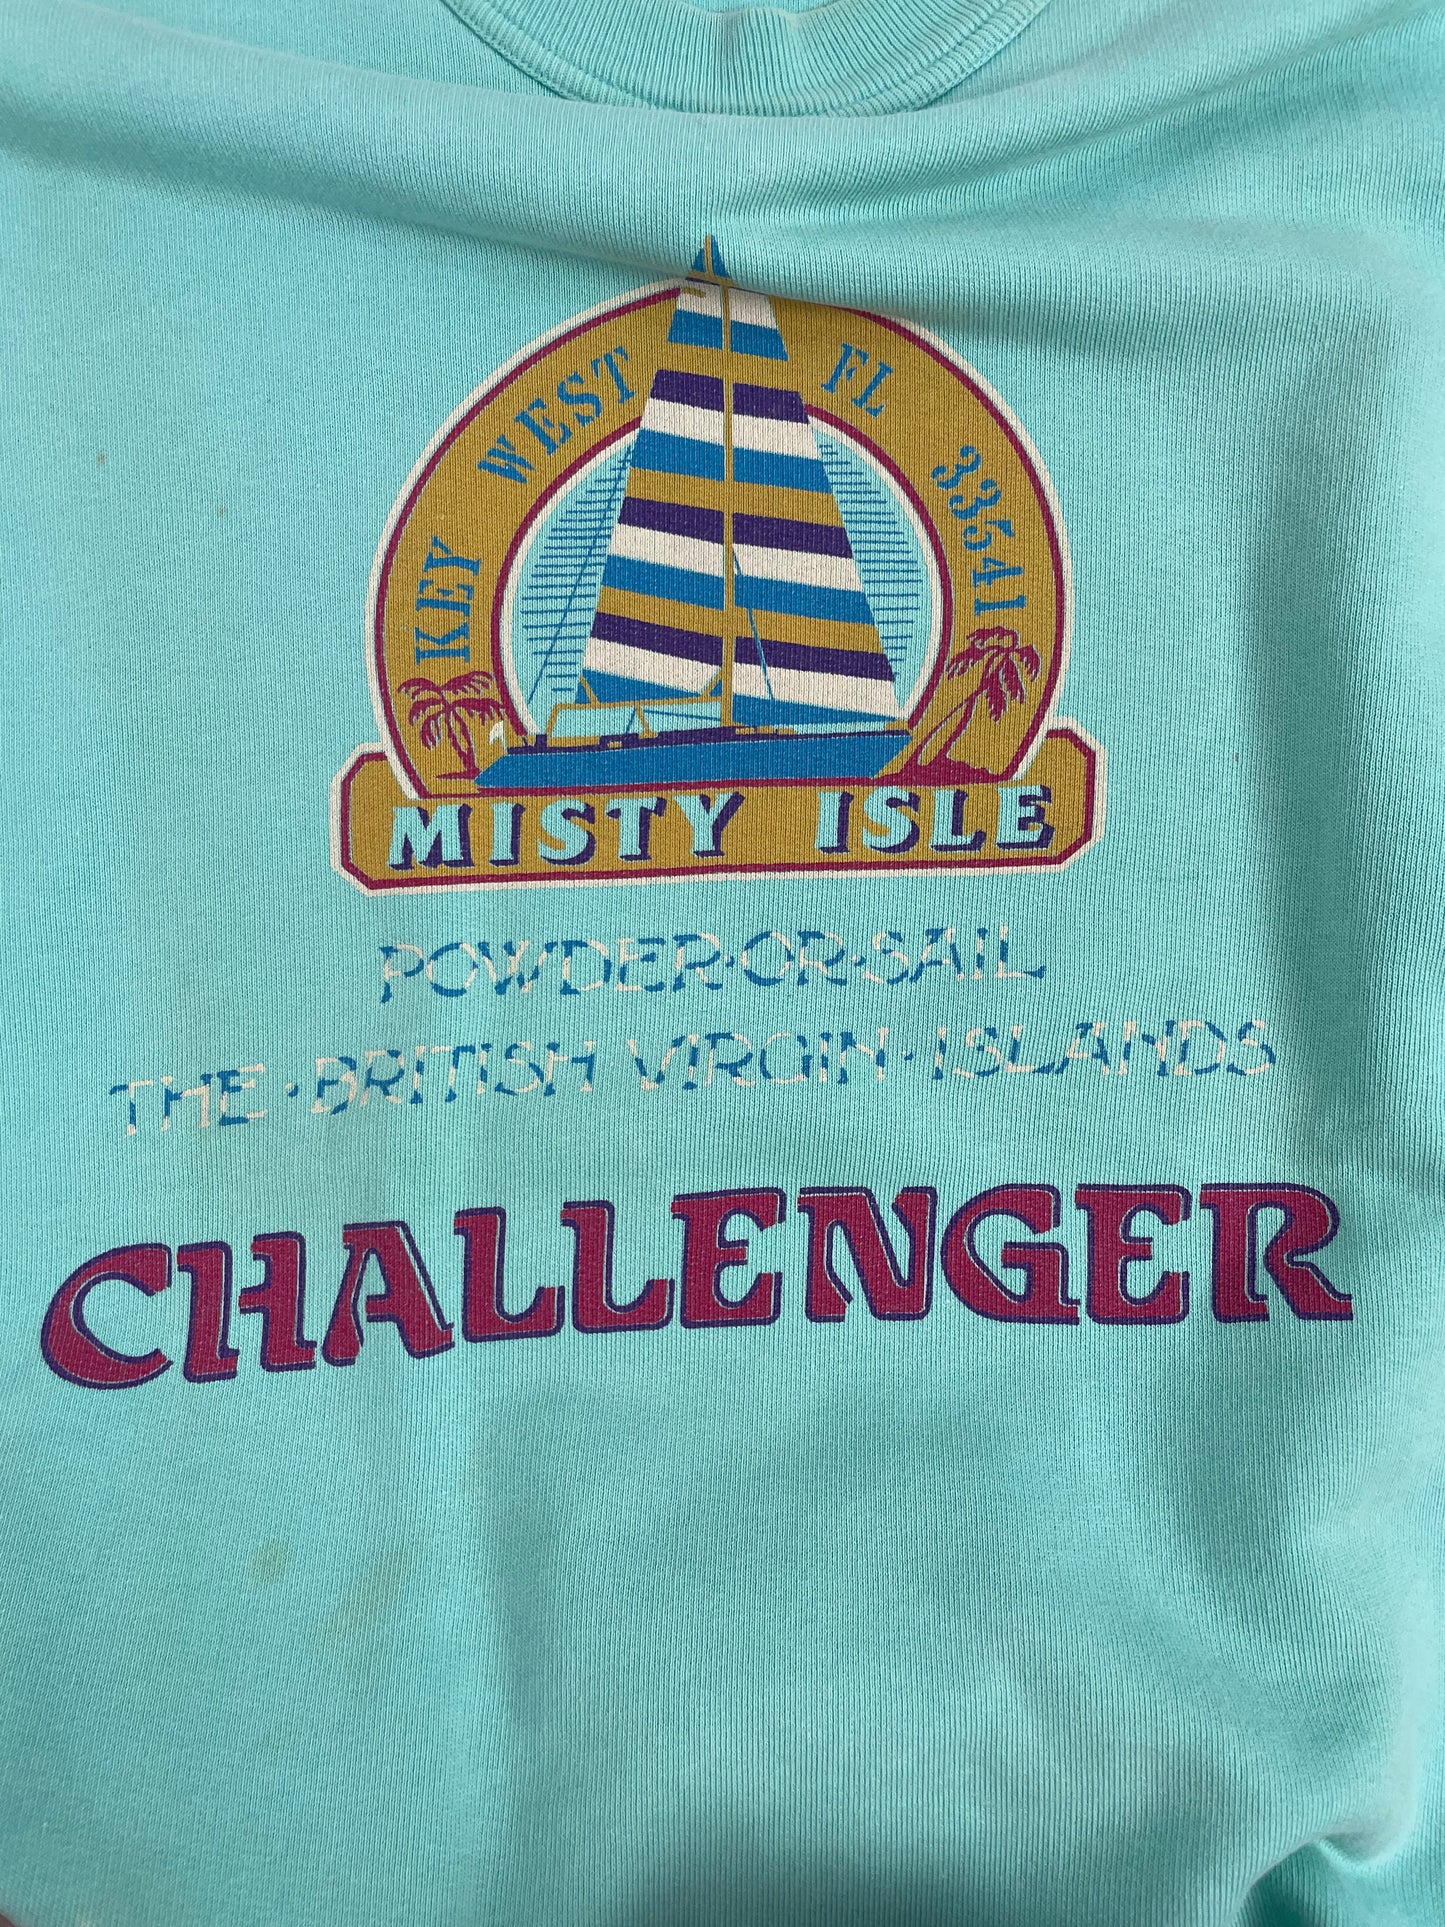 KEY WEST FL 33541
MISTY ISLE
POWDER·OR·SAIL
THE·BRITISH VIRGIN·ISLANDS
CHALLENGER